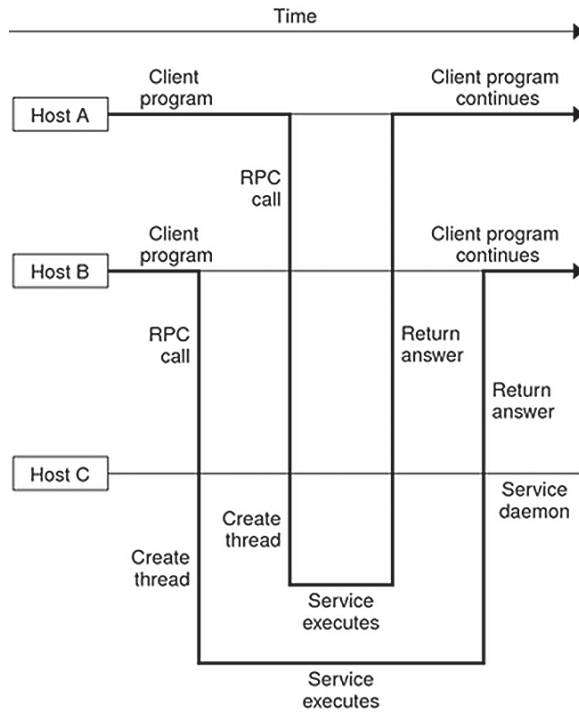 Time
Client
program
Client program
continues
Host A
RPC
call
Client
program
Client program
continues
Host B
RPC
call
Return
answer
Return
answer
Host C
Service
daemon
Create
thread
Create
thread
Service
executes
Service
executes